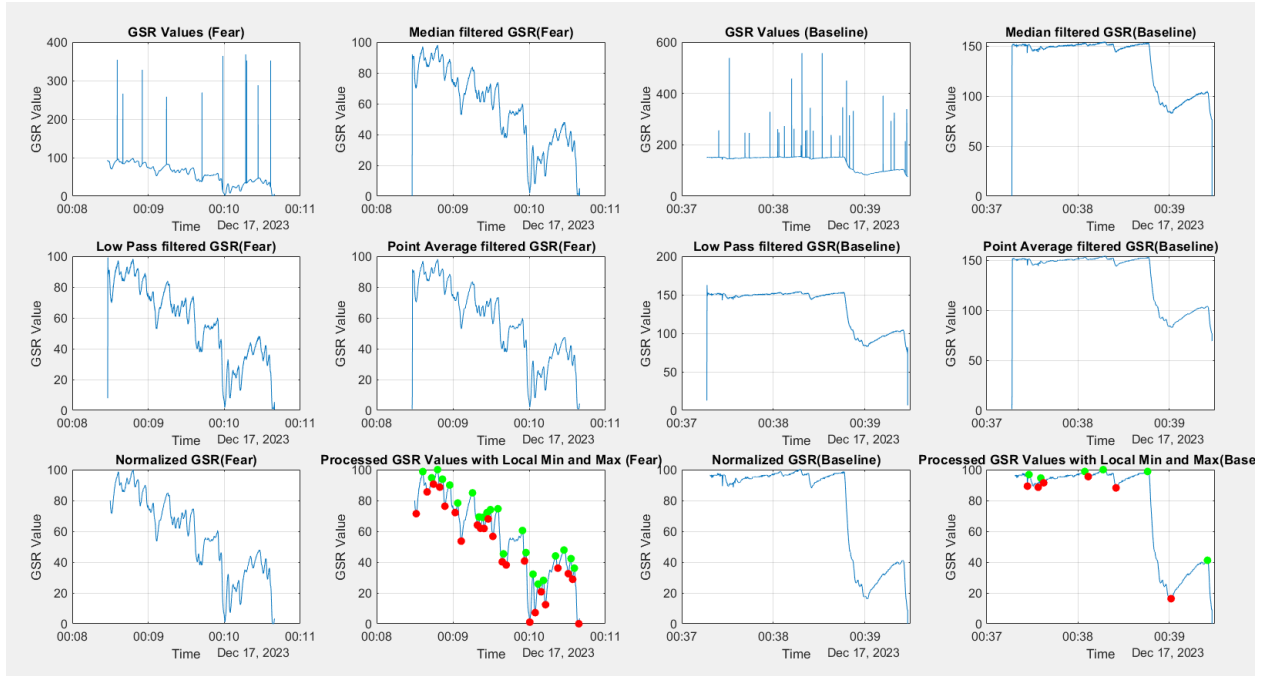 GSR Values (Fear)
Median filtered GSR(Fear)
GSR Values (Baseline)
Median filtered GSR(Baseline)
GSR Value
400
300
200
100
0
00:08
00:09
00:10
00:11
Time
Dec 17, 2023
GSR Value
100
80
60
40
20
0
00:08
00:09
00:10
00:11
Time
Dec 17, 2023
GSR Value
600
400
200
0
00:37
00:38
00:39
Time
Dec 17, 2023
GSR Value
150
100
50
0
00:37
00:38
00:39
Time
Dec 17, 2023
Low Pass filtered GSR(Fear)
Point Average filtered GSR(Fear)
Low Pass filtered GSR(Baseline)
Point Average filtered GSR(Baseline)
GSR Value
100
80
60
40
20
0
00:08
00:09
00:10
00:11
Time
Dec 17, 2023
GSR Value
100
80
60
40
20
0
00:08
00:09
00:10
00:11
Time
Dec 17, 2023
GSR Value
200
150
100
50
0
00:37
00:38
00:39
Time
Dec 17, 2023
GSR Value
150
100
50
0
00:37
00:38
00:39
Time
Dec 17, 2023
Normalized GSR(Fear)
Processed GSR Values with Local Min and Max (Fear)
Normalized GSR(Baseline)
Processed GSR Values with Local Min and Max(Base
GSR Value
100
80
60
40
20
0
00:08
00:09
00:10
00:11
Time
Dec 17, 2023
GSR Value
100
80
60
40
20
0
00:08
00:09
00:10
00:11
Time
Dec 17, 2023
GSR Value
100
80
60
40
20
0
00:37
00:38
00:39
Time
Dec 17, 2023
GSR Value
100
80
60
40
20
0
00:37
00:38
00:39
Time
Dec 17, 2023